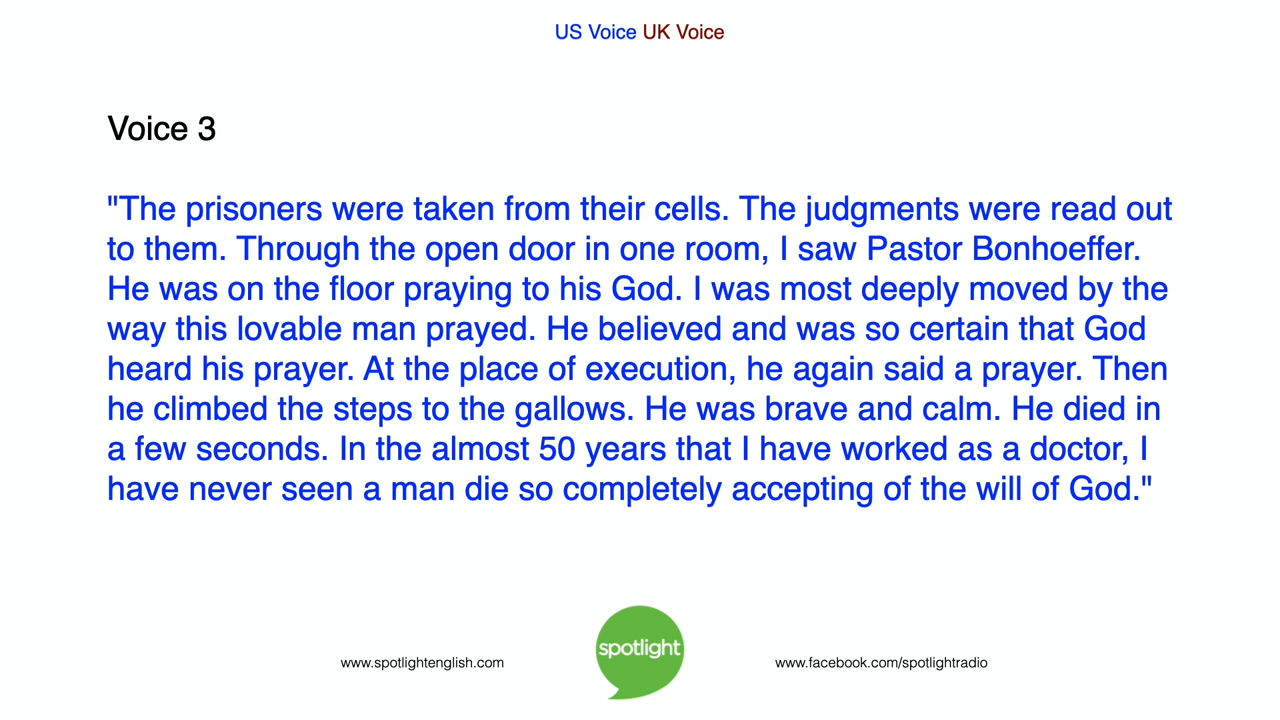 US Voice UK Voice
Voice 3
"The prisoners were taken from their cells. The judgments were read out
to them. Through the open door in one room, I saw Pastor Bonhoeffer.
He was on the floor praying to his God. I was most deeply moved by the
way this lovable man prayed. He believed and was so certain that God
heard his prayer. At the place of execution, he again said a prayer. Then
he climbed the steps to the gallows. He was brave and calm. He died in
a few seconds. In the almost 50 years that I have worked as a doctor, I
have never seen a man die so completely accepting of the will of God."
www.spotlightenglish.com
spotlight
www.facebook.com/spotlightradio